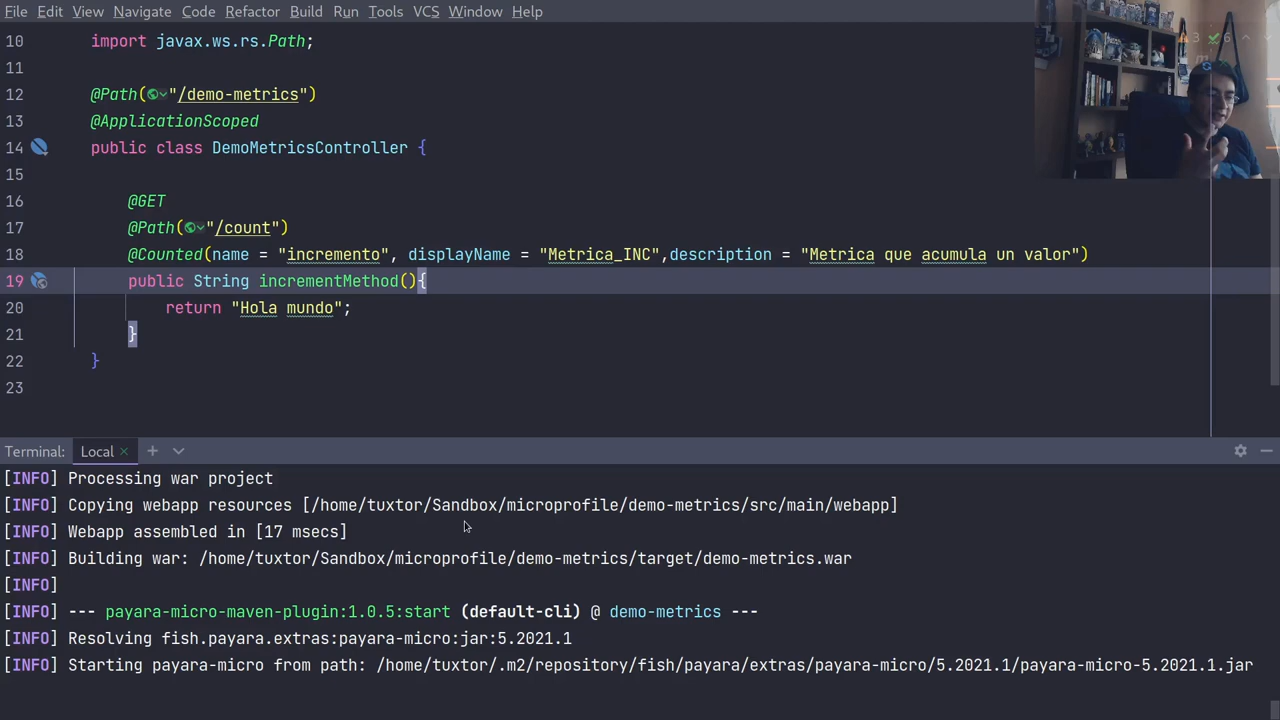 File Edit View Navigate Code Refactor Build Run Tools VCS Window Help
3 6
10 import javax.ws.rs.Path;
11
12 @Path("/demo-metrics")
13 @ApplicationScoped
14 public class DemoMetricsController {
15
16 @GET
17 @Path("/count")
18 @Counted(name = "incremento", displayName = "Metrica_INC",description = "Metrica que acumula un valor")
19 public String incrementMethod(){
20 return "Hola mundo";
21 }
22 }
23
Terminal: Local × +
[INFO] Processing war project
[INFO] Copying webapp resources [/home/tuxtor/Sandbox/microprofile/demo-metrics/src/main/webapp]
[INFO] Webapp assembled in [17 msecs]
[INFO] Building war: /home/tuxtor/Sandbox/microprofile/demo-metrics/target/demo-metrics.war
[INFO]
[INFO] --- payara-micro-maven-plugin:1.0.5:start (default-cli) @ demo-metrics ---
[INFO] Resolving fish.payara.extras:payara-micro:jar:5.2021.1
[INFO] Starting payara-micro from path: /home/tuxtor/.m2/repository/fish/payara/extras/payara-micro/5.2021.1/payara-micro-5.2021.1.jar